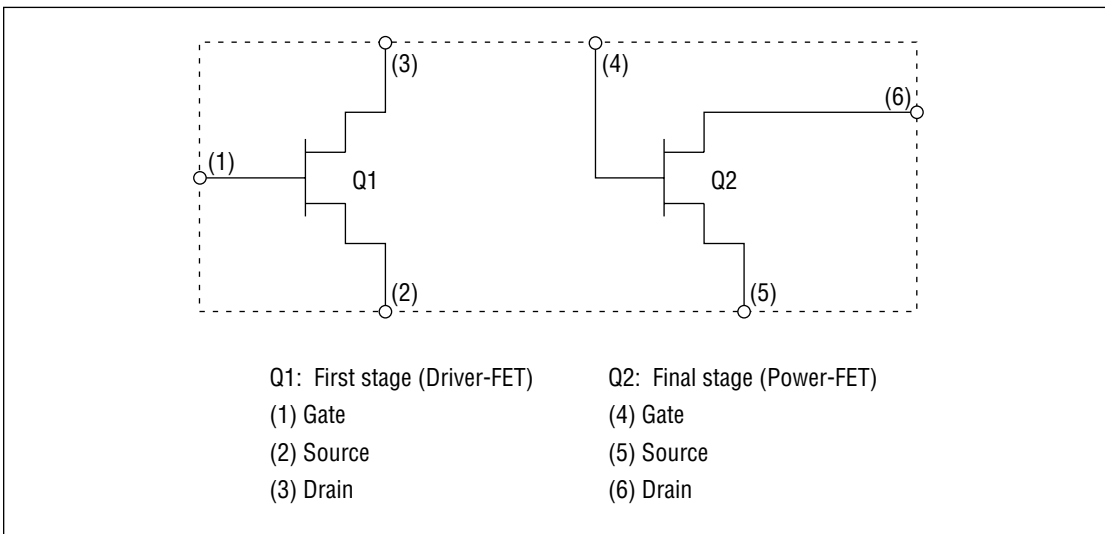 (3)
(4)
(6)
(1)
Q1
Q2
(2)
(5)
Q1: First stage (Driver-FET)
(1) Gate
(2) Source
(3) Drain
Q2: Final stage (Power-FET)
(4) Gate
(5) Source
(6) Drain